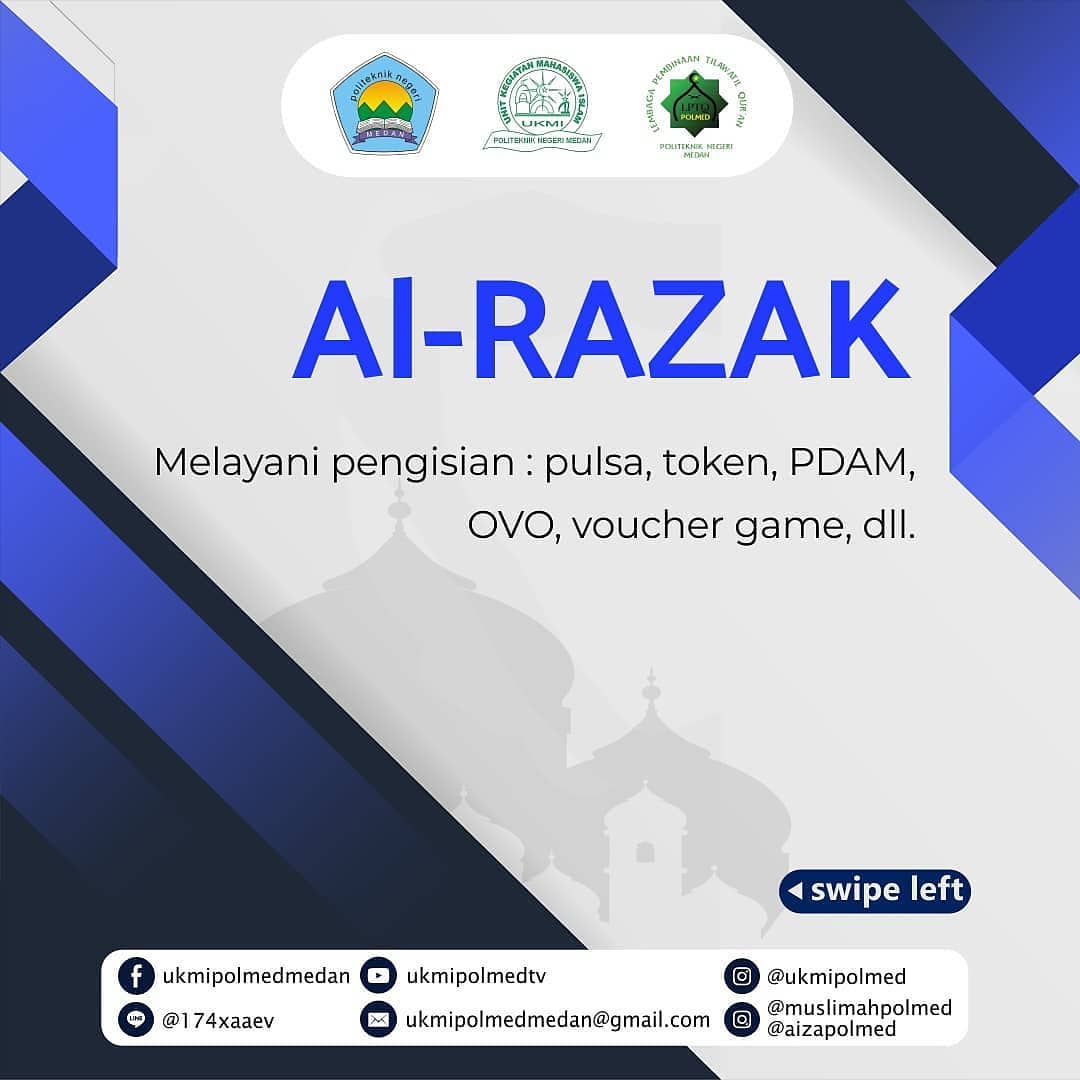 politeknik negeri
MEDAN
UNIT KEGIATAN MAHASISWA ISLAM
UKMI
POLITEKNIK NEGERI MEDAN
LEMBAGA PEMBINAAN TILAWATIL QUR'AN
LPTQ
POLMED
POLITEKNIK NEGERI
MEDAN
Al-RAZAK
Melayani pengisian : pulsa, token, PDAM,
OVO, voucher game, dll.
swipe left
ukmipolmedmedan
ukmipolmedtv
@ukmipolmed
LINE
@174xaaev
ukmipolmedmedan@gmail.com
@muslimahpolmed
@aizapolmed